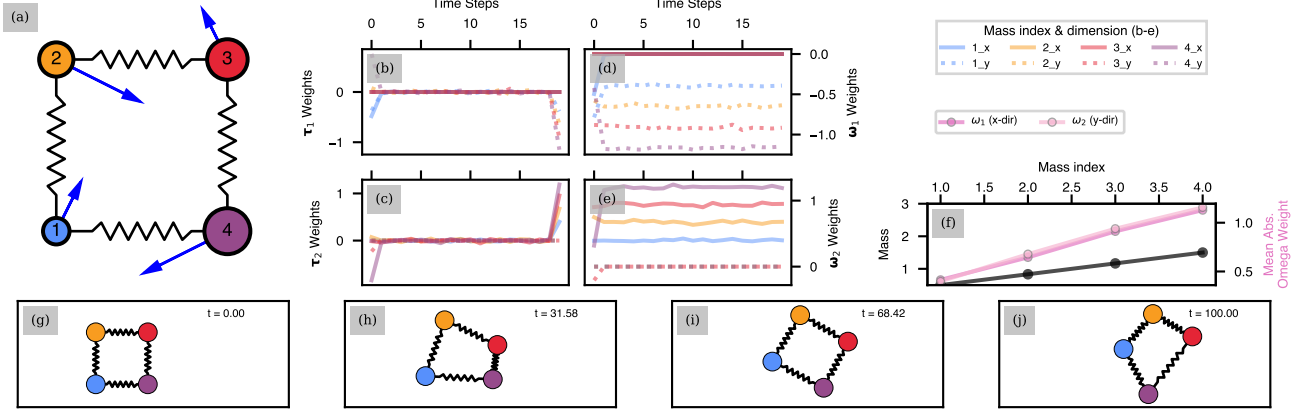 (a)
2
3
1
4
Time Steps
0
5
10
15
(b)
τ1 Weights
0
−1
Time Steps
0
5
10
15
(d)
0.0
−0.5
−1.0
ω1 Weights
(c)
τ2 Weights
1
0
(e)
1
0
ω2 Weights
Mass index & dimension (b-e)
1_x 2_x 3_x 4_x
1_y 2_y 3_y 4_y
ω1 (x-dir) ω2 (y-dir)
Mass index
1.0 1.5 2.0 2.5 3.0 3.5 4.0
(f)
Mass
3
2
1
1.0
0.5
Mean Abs.
Omega Weight
(g)
t = 0.00
(h)
t = 31.58
(i)
t = 68.42
(j)
t = 100.00